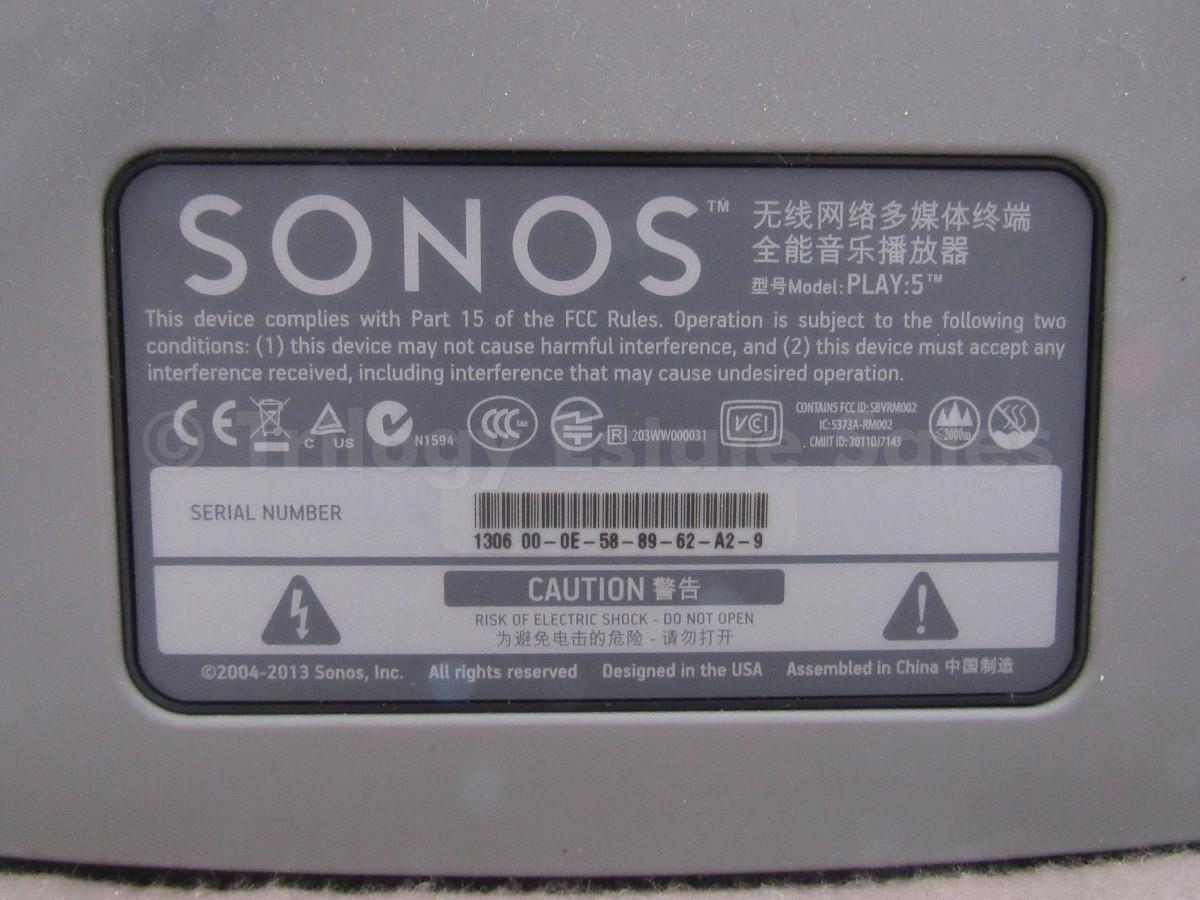 SONOS™
无线网络多媒体终端
全能音乐播放器
型号Model: PLAY:5™
This device complies with Part 15 of the FCC Rules. Operation is subject to the following two
conditions: (1) this device may not cause harmful interference, and (2) this device must accept any
interference received, including interference that may cause undesired operation.
CE C US N1594 CCC S&E R 203WW000031 VCI
CONTAINS FCC ID: SBVRM002
IC: 5373A-RM002
CMIIT ID: 2011DJ7143
≤2000m
© Trilogy Estate Sales
SERIAL NUMBER
1306 00-0E-58-89-62-A2-9
CAUTION 警告
RISK OF ELECTRIC SHOCK - DO NOT OPEN
为避免电击的危险 - 请勿打开
©2004-2013 Sonos, Inc. All rights reserved Designed in the USA Assembled in China 中国制造